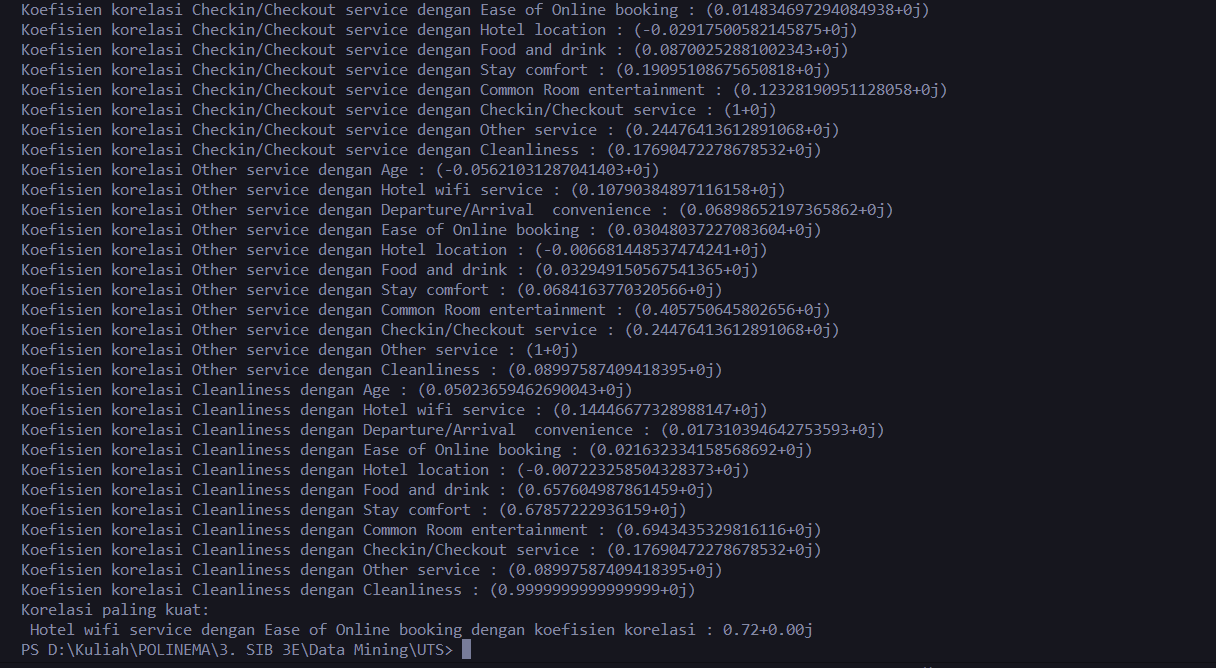 Koefisien korelasi Checkin/Checkout service dengan Ease of Online booking : (0.014834697294084938+0j)
Koefisien korelasi Checkin/Checkout service dengan Hotel location : (-0.02917500582145875+0j)
Koefisien korelasi Checkin/Checkout service dengan Food and drink : (0.08700252881002343+0j)
Koefisien korelasi Checkin/Checkout service dengan Stay comfort : (0.19095108675650818+0j)
Koefisien korelasi Checkin/Checkout service dengan Common Room entertainment : (0.12328190951128058+0j)
Koefisien korelasi Checkin/Checkout service dengan Checkin/Checkout service : (1+0j)
Koefisien korelasi Checkin/Checkout service dengan Other service : (0.24476413612891068+0j)
Koefisien korelasi Checkin/Checkout service dengan Cleanliness : (0.17690472278678532+0j)
Koefisien korelasi Other service dengan Age : (-0.05621031287041403+0j)
Koefisien korelasi Other service dengan Hotel wifi service : (0.10790384897116158+0j)
Koefisien korelasi Other service dengan Departure/Arrival  convenience : (0.06898652197365862+0j)
Koefisien korelasi Other service dengan Ease of Online booking : (0.03048037227083604+0j)
Koefisien korelasi Other service dengan Hotel location : (-0.006681448537474241+0j)
Koefisien korelasi Other service dengan Food and drink : (0.032949150567541365+0j)
Koefisien korelasi Other service dengan Stay comfort : (0.0684163770320566+0j)
Koefisien korelasi Other service dengan Common Room entertainment : (0.405750645802656+0j)
Koefisien korelasi Other service dengan Checkin/Checkout service : (0.24476413612891068+0j)
Koefisien korelasi Other service dengan Other service : (1+0j)
Koefisien korelasi Other service dengan Cleanliness : (0.08997587409418395+0j)
Koefisien korelasi Cleanliness dengan Age : (0.05023659462690043+0j)
Koefisien korelasi Cleanliness dengan Hotel wifi service : (0.14446677328988147+0j)
Koefisien korelasi Cleanliness dengan Departure/Arrival  convenience : (0.017310394642753593+0j)
Koefisien korelasi Cleanliness dengan Ease of Online booking : (0.021632334158568692+0j)
Koefisien korelasi Cleanliness dengan Hotel location : (-0.007223258504328373+0j)
Koefisien korelasi Cleanliness dengan Food and drink : (0.657604987861459+0j)
Koefisien korelasi Cleanliness dengan Stay comfort : (0.67857222936159+0j)
Koefisien korelasi Cleanliness dengan Common Room entertainment : (0.6943435329816116+0j)
Koefisien korelasi Cleanliness dengan Checkin/Checkout service : (0.17690472278678532+0j)
Koefisien korelasi Cleanliness dengan Other service : (0.08997587409418395+0j)
Koefisien korelasi Cleanliness dengan Cleanliness : (0.9999999999999999+0j)
Korelasi paling kuat:
 Hotel wifi service dengan Ease of Online booking dengan koefisien korelasi : 0.72+0.00j
PS D:\Kuliah\POLINEMA\3. SIB 3E\Data Mining\UTS>